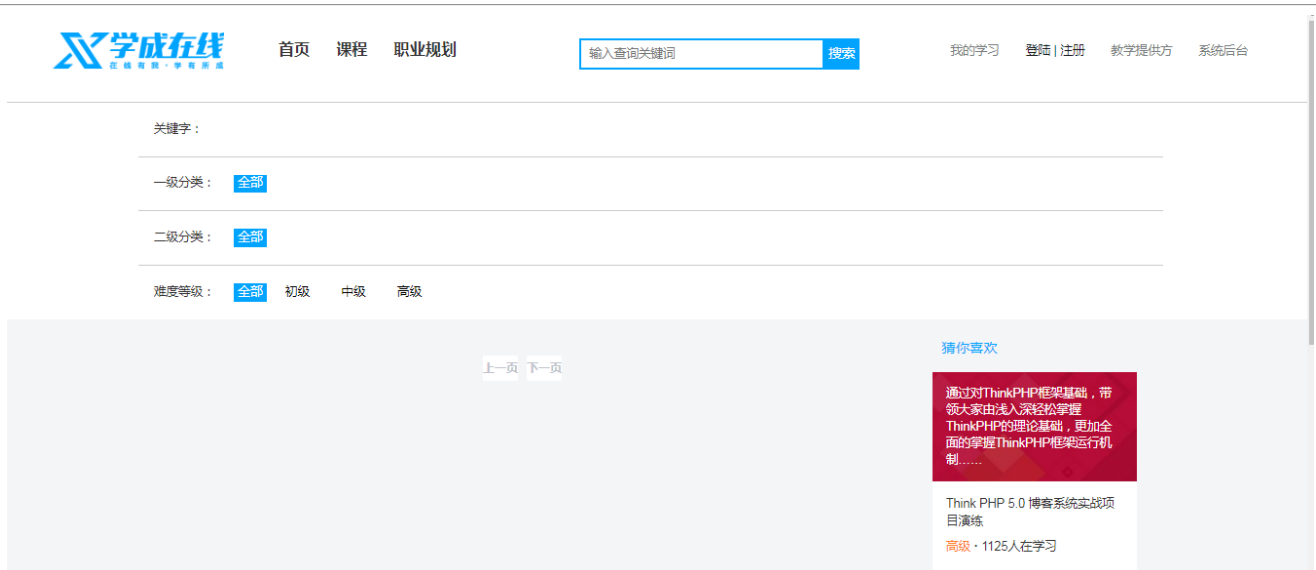 学成在线
在线有我·学有所成
首页 课程 职业规划
输入查询关键词 搜索
我的学习 登陆 | 注册 教学提供方 系统后台
关键字：
一级分类： 全部
二级分类： 全部
难度等级： 全部 初级 中级 高级
上一页 下一页
猜你喜欢
通过对ThinkPHP框架基础，带
领大家由浅入深轻松掌握
ThinkPHP的理论基础，更加全
面的掌握ThinkPHP框架运行机
制……
Think PHP 5.0 博客系统实战项
目演练
高级 · 1125人在学习